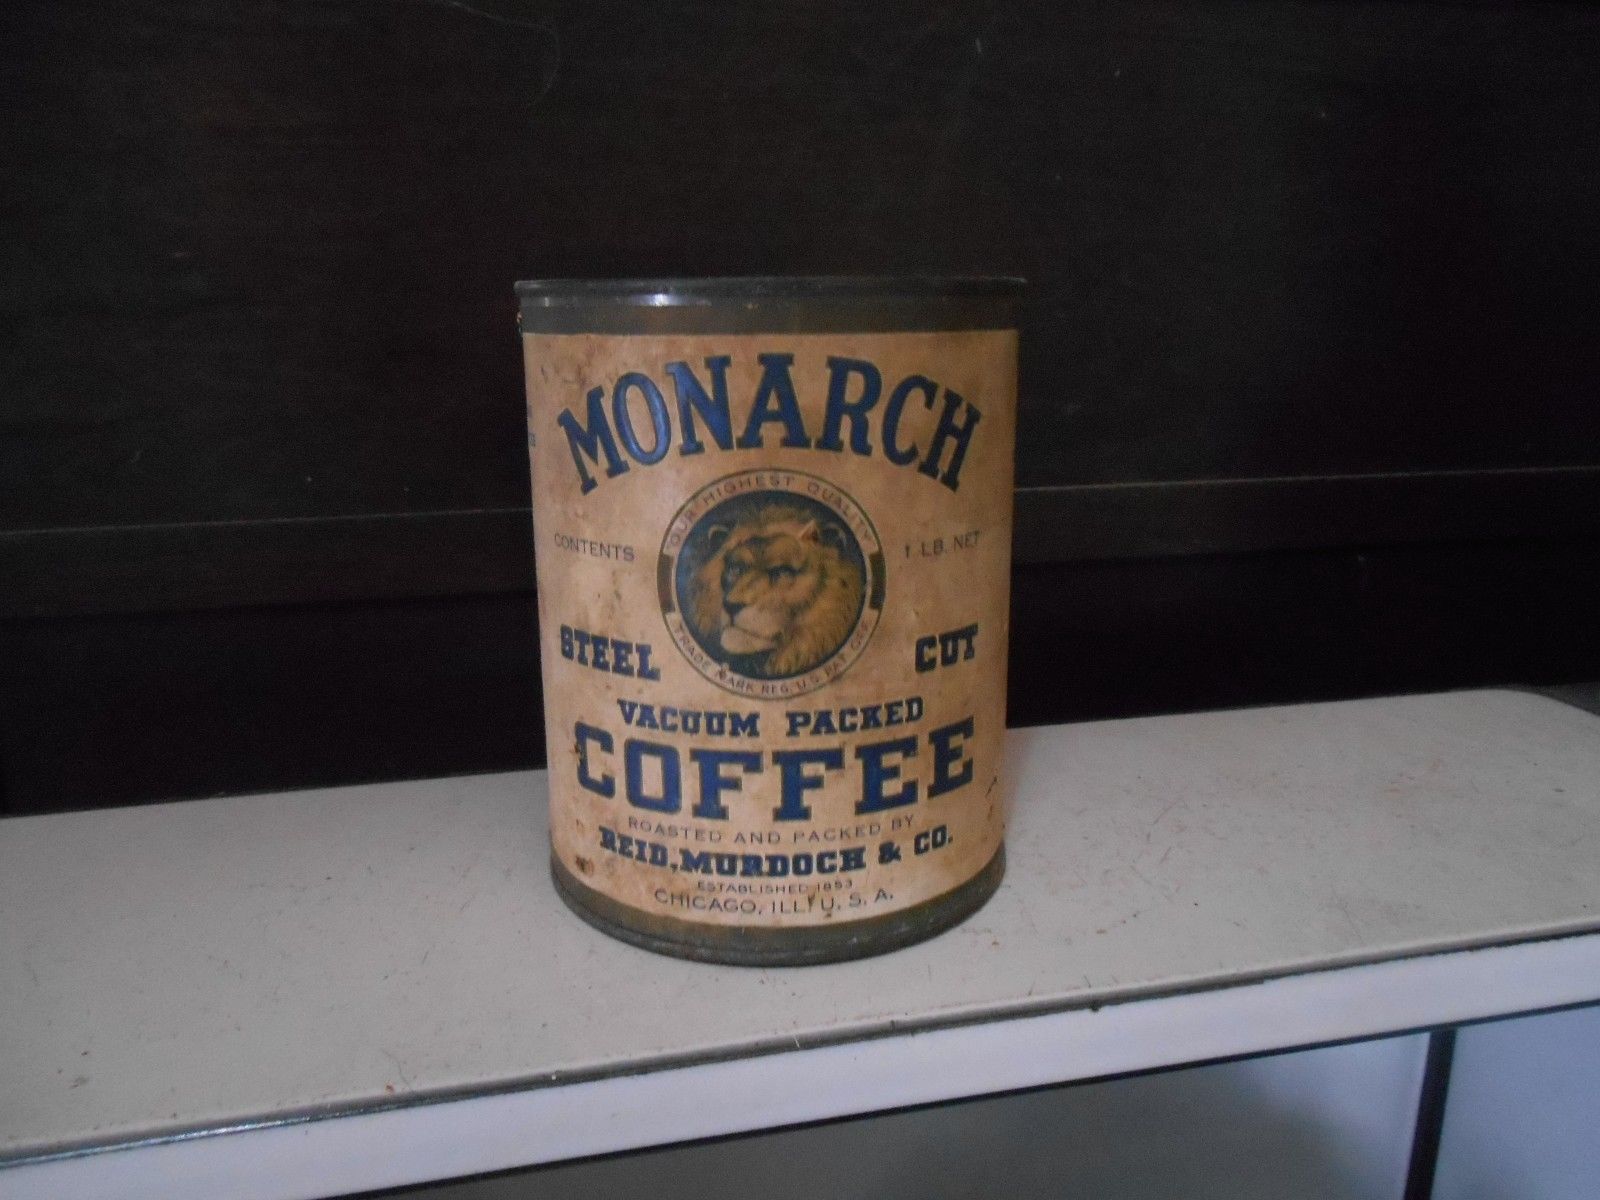 MONARCH
OUR HIGHEST QUALITY
CONTENTS 1 LB. NET
TRADE MARK REG. U.S. PAT. OFF.
STEEL CUT
VACUUM PACKED
COFFEE
ROASTED AND PACKED BY
REID, MURDOCH & CO.
ESTABLISHED 1853
CHICAGO, ILL. U. S. A.